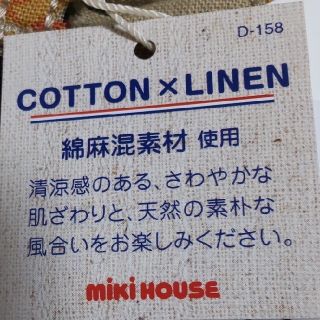 D-158
COTTON×LINEN
綿麻混素材 使用
清涼感のある、さわやかな
肌ざわりと、天然の素朴な
風合いをお楽しみください。
miki HOUSE